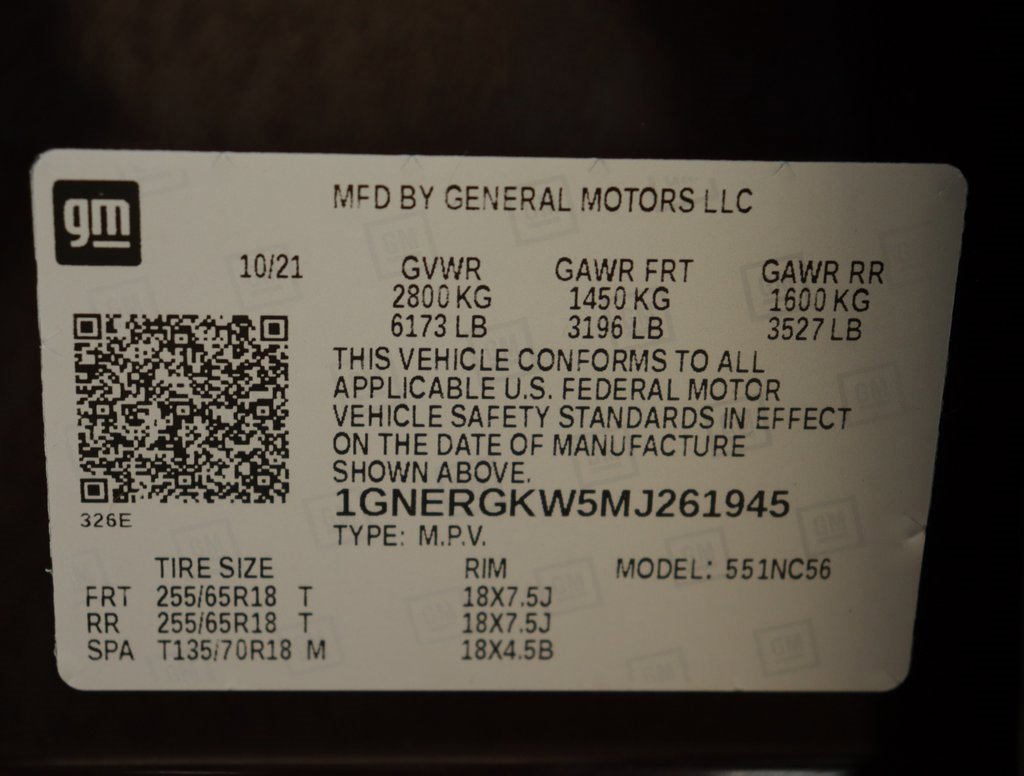 gm
MFD BY GENERAL MOTORS LLC
10/21 GVWR GAWR FRT GAWR RR
2800 KG 1450 KG 1600 KG
6173 LB 3196 LB 3527 LB
THIS VEHICLE CONFORMS TO ALL
APPLICABLE U.S. FEDERAL MOTOR
VEHICLE SAFETY STANDARDS IN EFFECT
ON THE DATE OF MANUFACTURE
SHOWN ABOVE.
1GNERGKW5MJ261945
326E
TYPE: M.P.V.
TIRE SIZE RIM MODEL: 551NC56
FRT 255/65R18 T 18X7.5J
RR 255/65R18 T 18X7.5J
SPA T135/70R18 M 18X4.5B